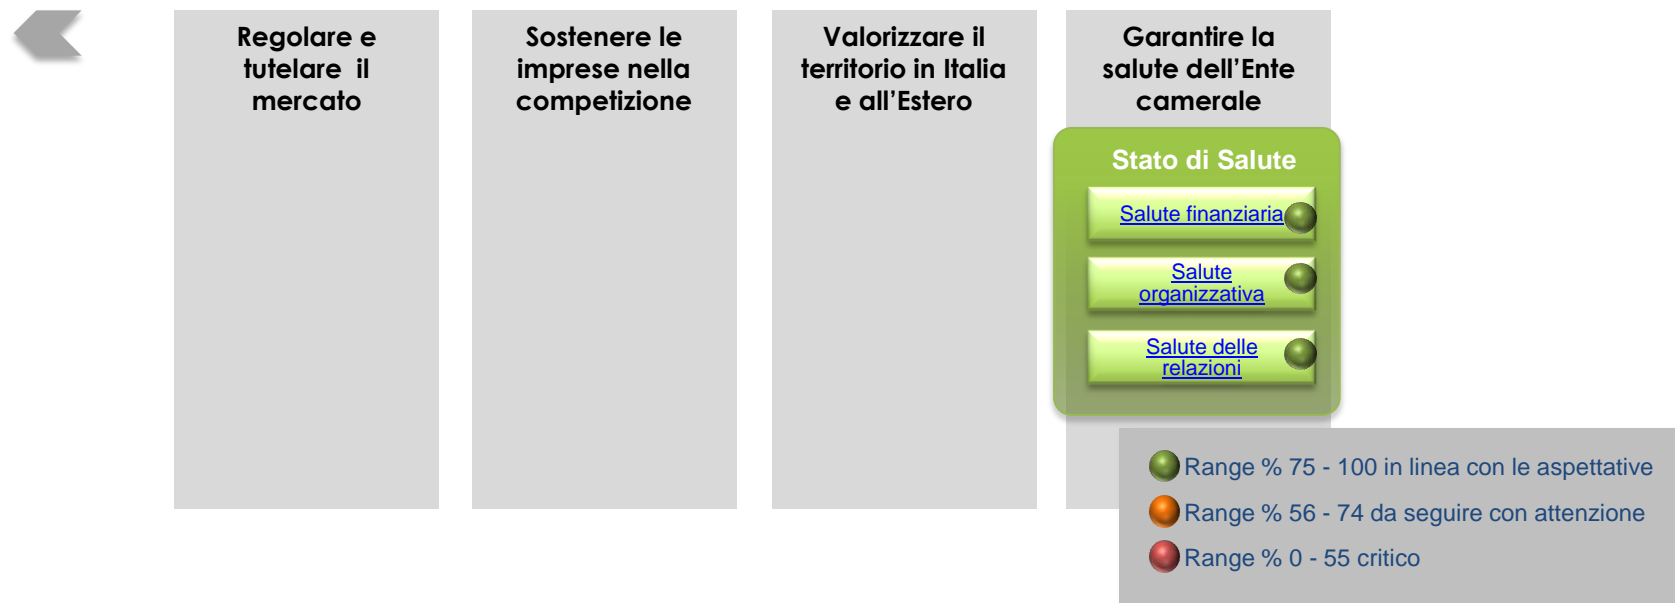 Regolare e
tutelare il
mercato
Sostenere le
imprese nella
competizione
Valorizzare il
territorio in Italia
e all’Estero
Garantire la
salute dell’Ente
camerale
Stato di Salute
Salute finanziaria
Salute
organizzativa
Salute delle
relazioni
Range % 75 - 100 in linea con le aspettative
Range % 56 - 74 da seguire con attenzione
Range % 0 - 55 critico